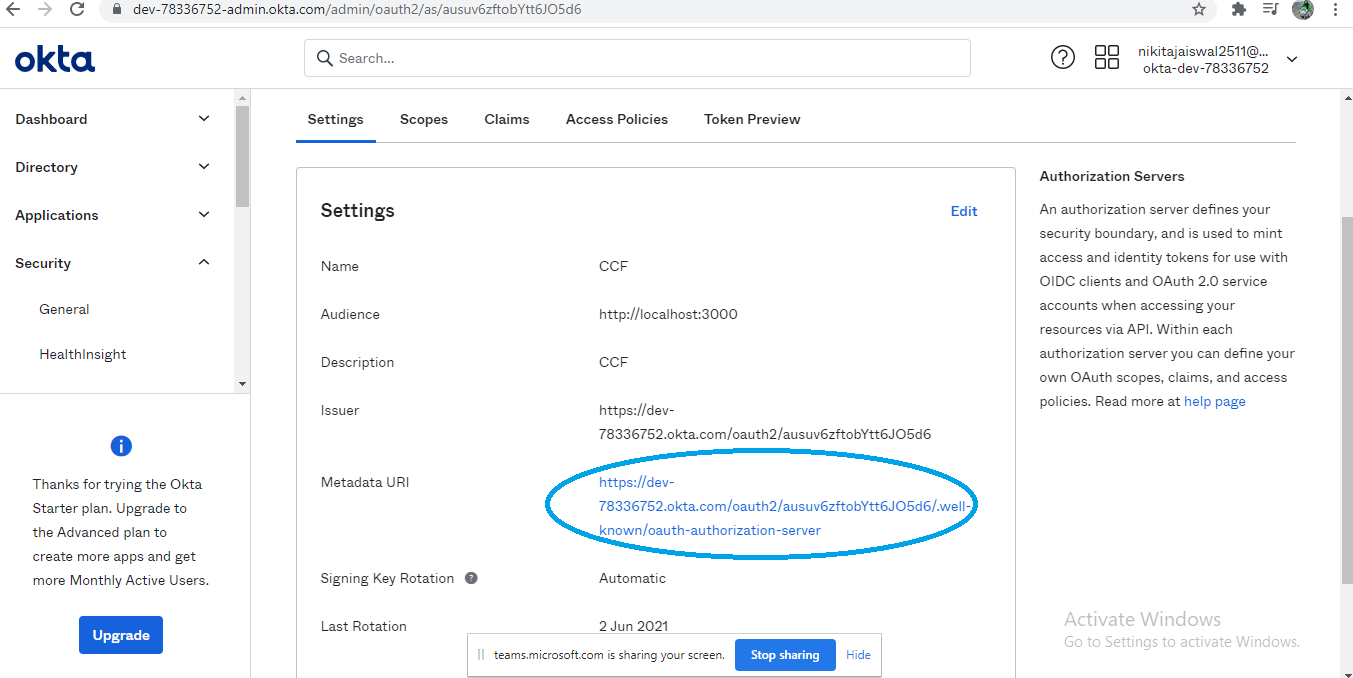 dev-78336752-admin.okta.com/admin/oauth2/as/ausuv6zftobYtt6JO5d6
okta
Search...
nikitajaiswal2511@...
okta-dev-78336752
Dashboard
Directory
Applications
Security
General
HealthInsight
Thanks for trying the Okta
Starter plan. Upgrade to
the Advanced plan to
create more apps and get
more Monthly Active Users.
Upgrade
Settings Scopes Claims Access Policies Token Preview
Settings Edit
Name CCF
Audience http://localhost:3000
Description CCF
Issuer https://dev-
78336752.okta.com/oauth2/ausuv6zftobYtt6JO5d6
Metadata URI https://dev-
78336752.okta.com/oauth2/ausuv6zftobYtt6JO5d6/.well-
known/oauth-authorization-server
Signing Key Rotation ? Automatic
Last Rotation 2 Jun 2021
Authorization Servers
An authorization server defines your
security boundary, and is used to mint
access and identity tokens for use with
OIDC clients and OAuth 2.0 service
accounts when accessing your
resources via API. Within each
authorization server you can define your
own OAuth scopes, claims, and access
policies. Read more at help page
Activate Windows
Go to Settings to activate Windows.
teams.microsoft.com is sharing your screen. Stop sharing Hide